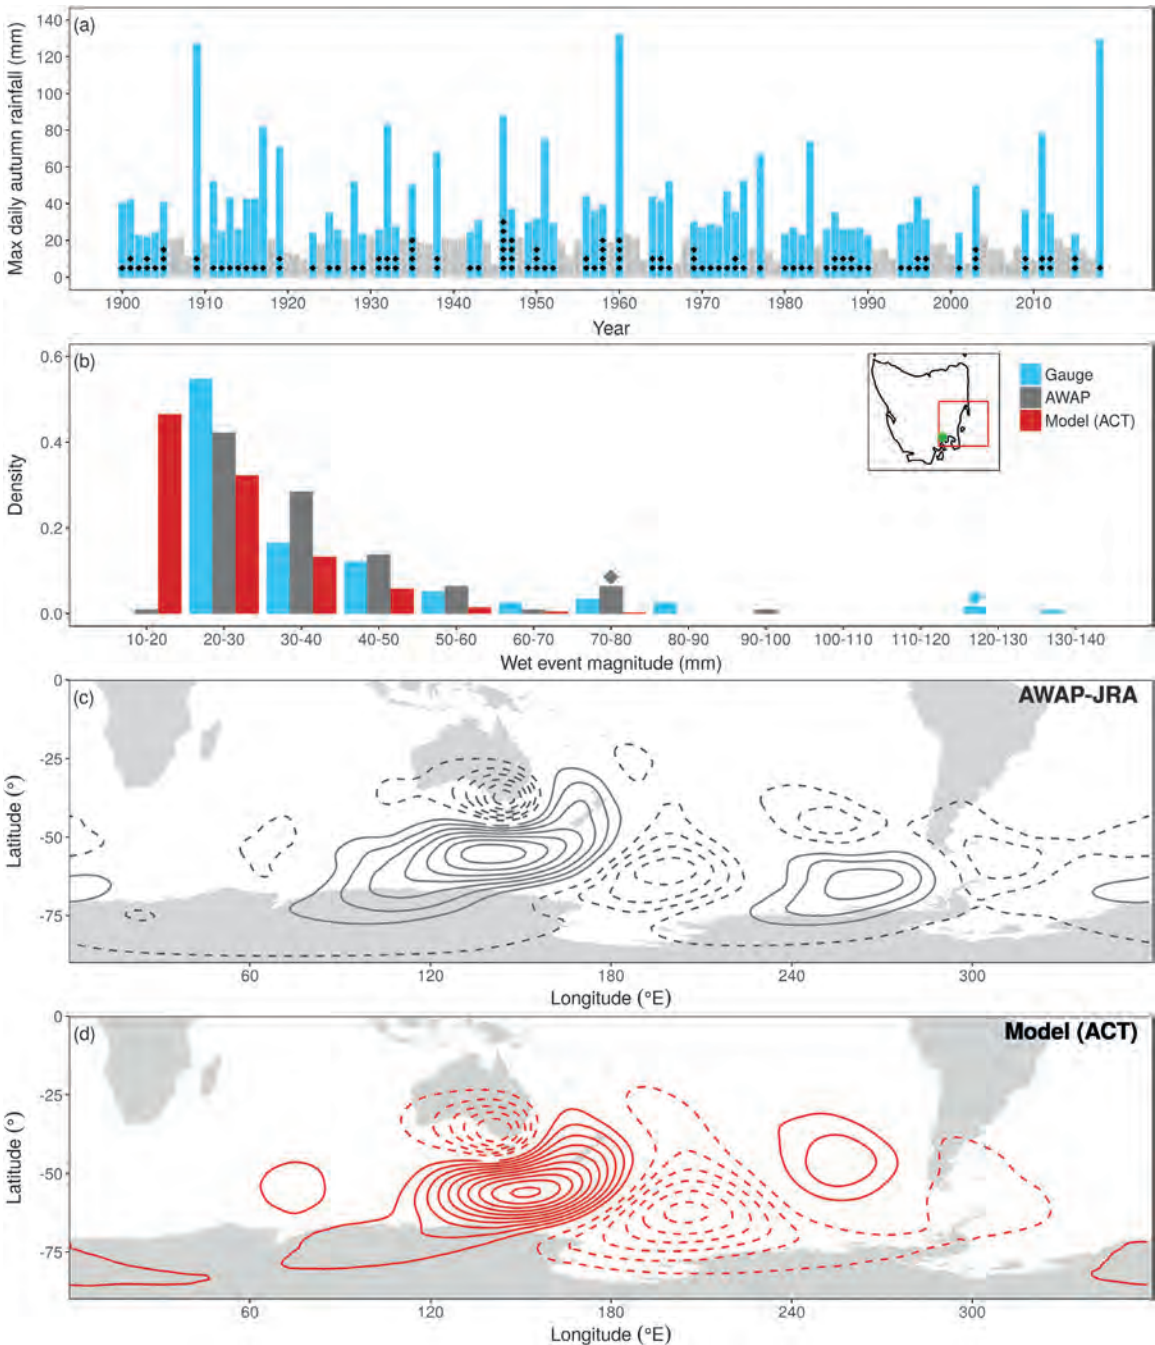 (a)
Max daily autumn rainfall (mm)
140
120
100
80
60
40
20
0
1900 1910 1920 1930 1940 1950 1960 1970 1980 1990 2000 2010
Year
(b)
Density
0.6
0.4
0.2
0.0
Gauge
AWAP
Model (ACT)
10-20 20-30 30-40 40-50 50-60 60-70 70-80 80-90 90-100 100-110 110-120 120-130 130-140
Wet event magnitude (mm)
(c)
AWAP-JRA
Latitude (°)
0
-25
-50
-75
60 120 180 240 300
Longitude (°E)
(d)
Model (ACT)
Latitude (°)
0
-25
-50
-75
60 120 180 240 300
Longitude (°E)